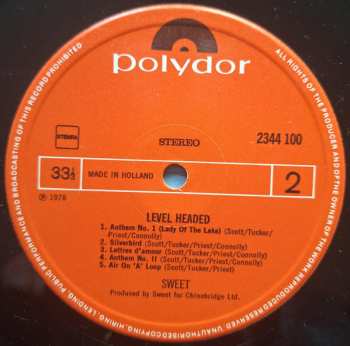 polydor
ALL RIGHTS OF THE MANUFACTURER AND OF THE OWNER OF THE WORK REPRODUCED RESERVED. UNAUTHORISED COPYING, HIRING, LENDING, PUBLIC PERFORMANCE AND BROADCASTING OF THIS RECORD PROHIBITED
STEMRA
STEREO
2344 100
33⅓
MADE IN HOLLAND
2
℗ 1978
LEVEL HEADED
1. Anthem No. 1 (Lady Of The Lake) (Scott/Tucker/
Priest/Connolly)
2. Silverbird (Scott/Tucker/Priest/Connolly)
3. Lettres d'amour (Scott/Tucker/Priest/Connolly)
4. Anthem No. II (Scott/Tucker/Priest/Connolly)
5. Air On 'A' Loop (Scott/Tucker/Priest)
SWEET
Produced by Sweet for Chinnbridge Ltd.